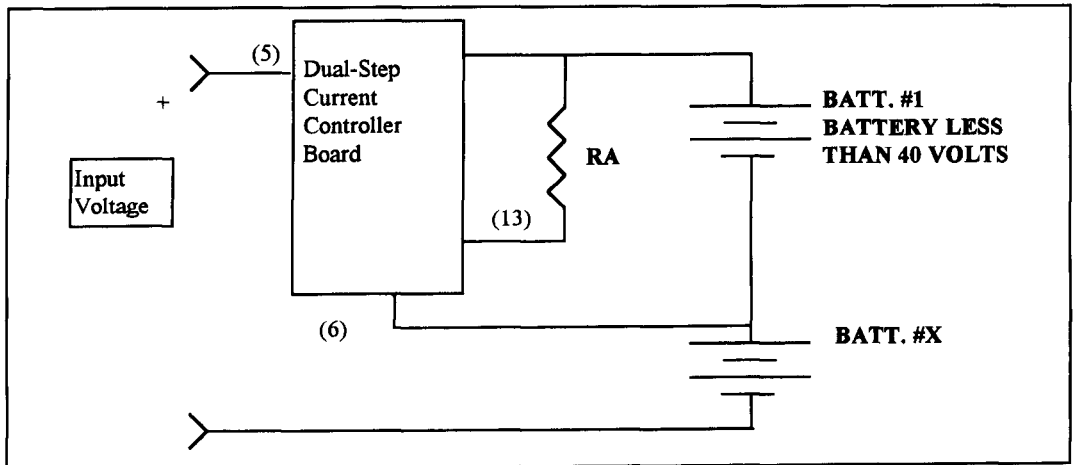 (5)
+
Dual-Step
Current
Controller
Board
Input
Voltage
RA
(13)
(6)
BATT. #1
BATTERY LESS
THAN 40 VOLTS
BATT. #X